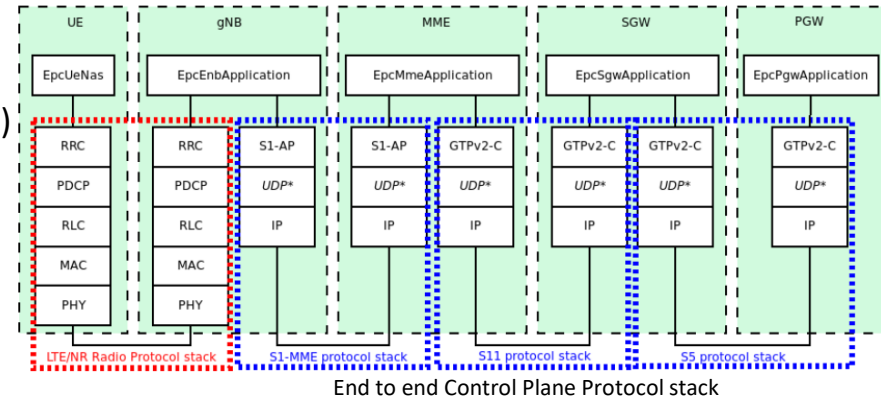 UE gNB MME SGW PGW
EpcUeNas EpcEnbApplication EpcMmeApplication EpcSgwApplication EpcPgwApplication
)
RRC RRC S1-AP S1-AP GTPv2-C GTPv2-C GTPv2-C GTPv2-C
PDCP PDCP UDP* UDP* UDP* UDP* UDP* UDP*
RLC RLC IP IP IP IP IP IP
MAC MAC
PHY PHY
LTE/NR Radio Protocol stack S1-MME protocol stack S11 protocol stack S5 protocol stack
End to end Control Plane Protocol stack